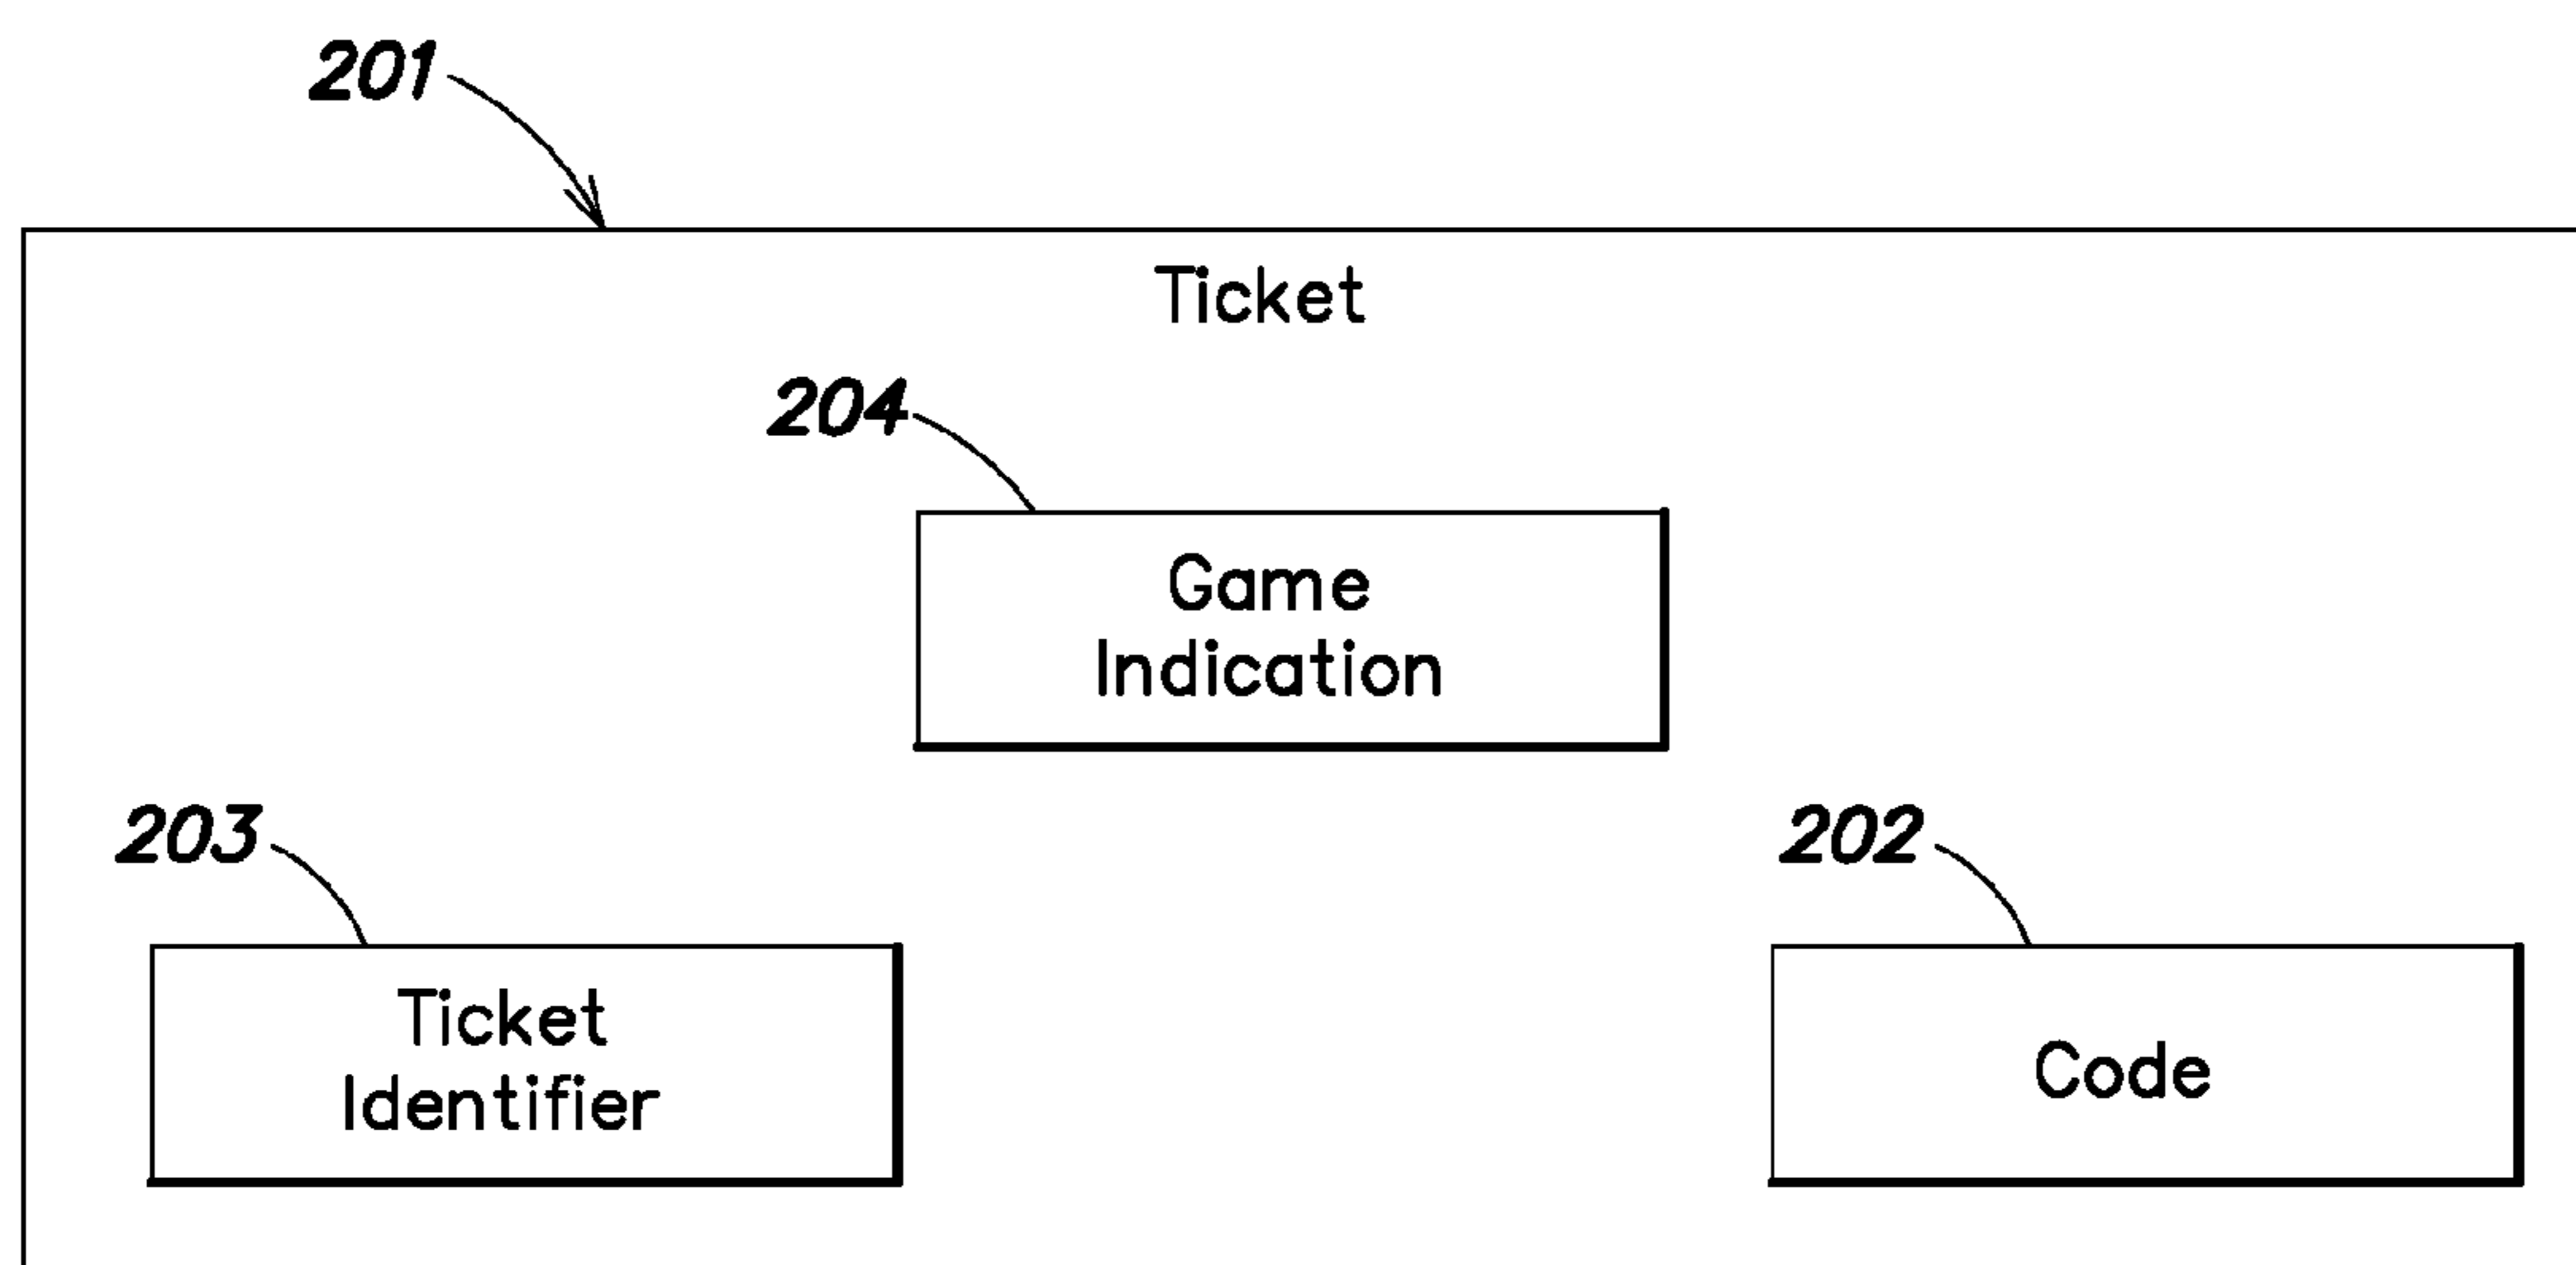 201
Ticket
204
Game
Indication
203
202
Ticket
Identifier
Code